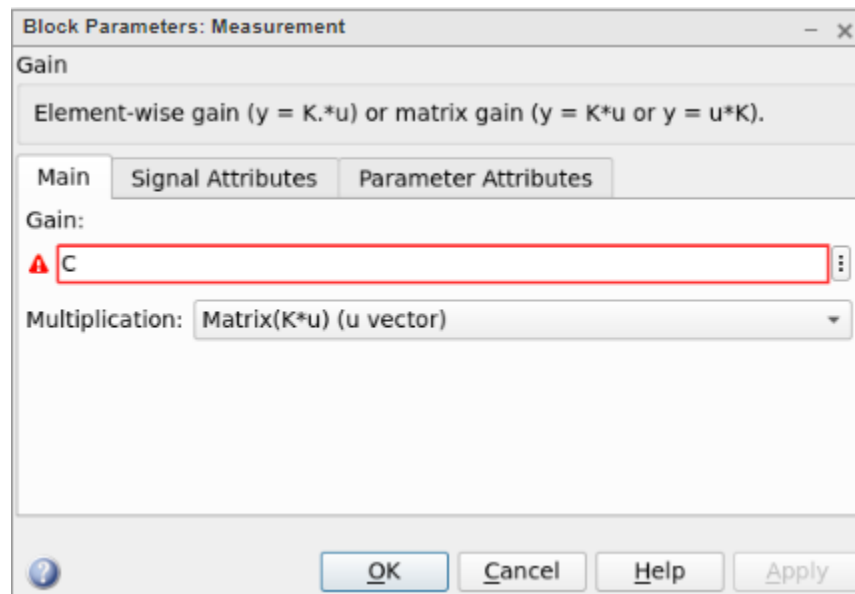 Block Parameters: Measurement
Gain
Element-wise gain (y = K.*u) or matrix gain (y = K*u or y = u*K).
Main Signal Attributes Parameter Attributes
Gain:
C
Multiplication: Matrix(K*u) (u vector)
OK Cancel Help Apply